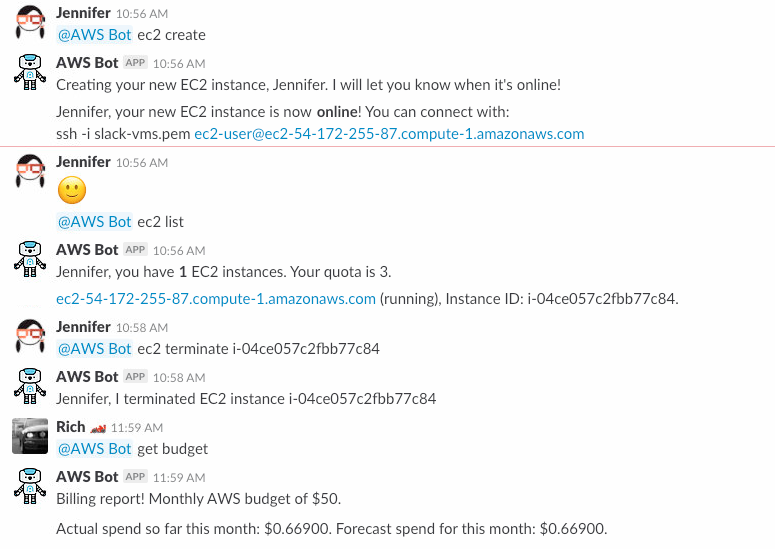 Jennifer 10:56 AM
@AWS Bot ec2 create
AWS Bot APP 10:56 AM
Creating your new EC2 instance, Jennifer. I will let you know when it's online!
Jennifer, your new EC2 instance is now online! You can connect with:
ssh -i slack-vms.pem ec2-user@ec2-54-172-255-87.compute-1.amazonaws.com
Jennifer 10:56 AM
@AWS Bot ec2 list
AWS Bot APP 10:56 AM
Jennifer, you have 1 EC2 instances. Your quota is 3.
ec2-54-172-255-87.compute-1.amazonaws.com (running), Instance ID: i-04ce057c2fbb77c84.
Jennifer 10:58 AM
@AWS Bot ec2 terminate i-04ce057c2fbb77c84
AWS Bot APP 10:58 AM
Jennifer, I terminated EC2 instance i-04ce057c2fbb77c84
Rich 11:59 AM
@AWS Bot get budget
AWS Bot APP 11:59 AM
Billing report! Monthly AWS budget of $50.
Actual spend so far this month: $0.66900. Forecast spend for this month: $0.66900.